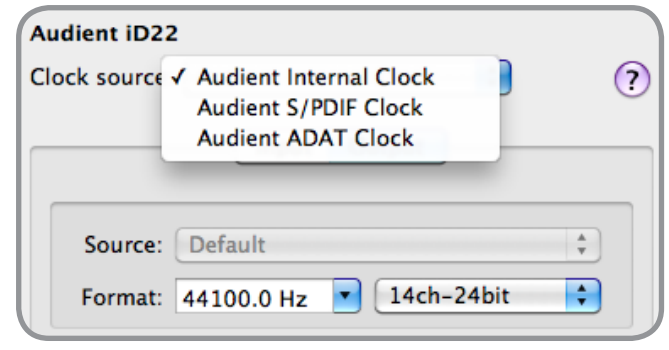 Audient iD22
Clock source ✓ Audient Internal Clock ?
Audient S/PDIF Clock
Audient ADAT Clock
Source: Default
Format: 44100.0 Hz 14ch-24bit